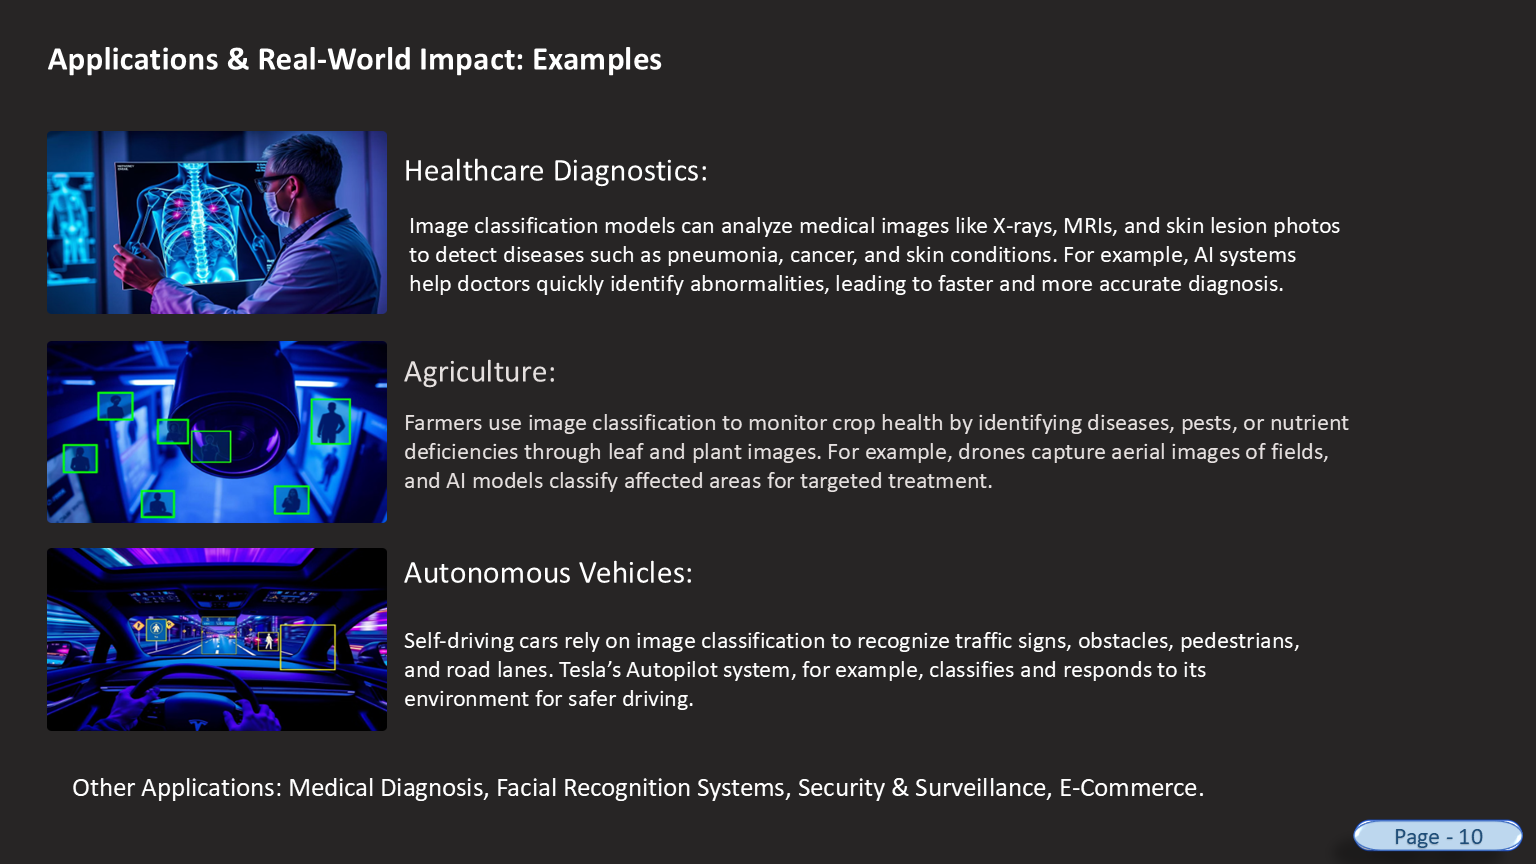 Applications & Real-World Impact: Examples
Healthcare Diagnostics:
Image classification models can analyze medical images like X-rays, MRIs, and skin lesion photos
to detect diseases such as pneumonia, cancer, and skin conditions. For example, AI systems
help doctors quickly identify abnormalities, leading to faster and more accurate diagnosis.
Agriculture:
Farmers use image classification to monitor crop health by identifying diseases, pests, or nutrient
deficiencies through leaf and plant images. For example, drones capture aerial images of fields,
and AI models classify affected areas for targeted treatment.
Autonomous Vehicles:
Self-driving cars rely on image classification to recognize traffic signs, obstacles, pedestrians,
and road lanes. Tesla’s Autopilot system, for example, classifies and responds to its
environment for safer driving.
Other Applications: Medical Diagnosis, Facial Recognition Systems, Security & Surveillance, E-Commerce.
Page - 10